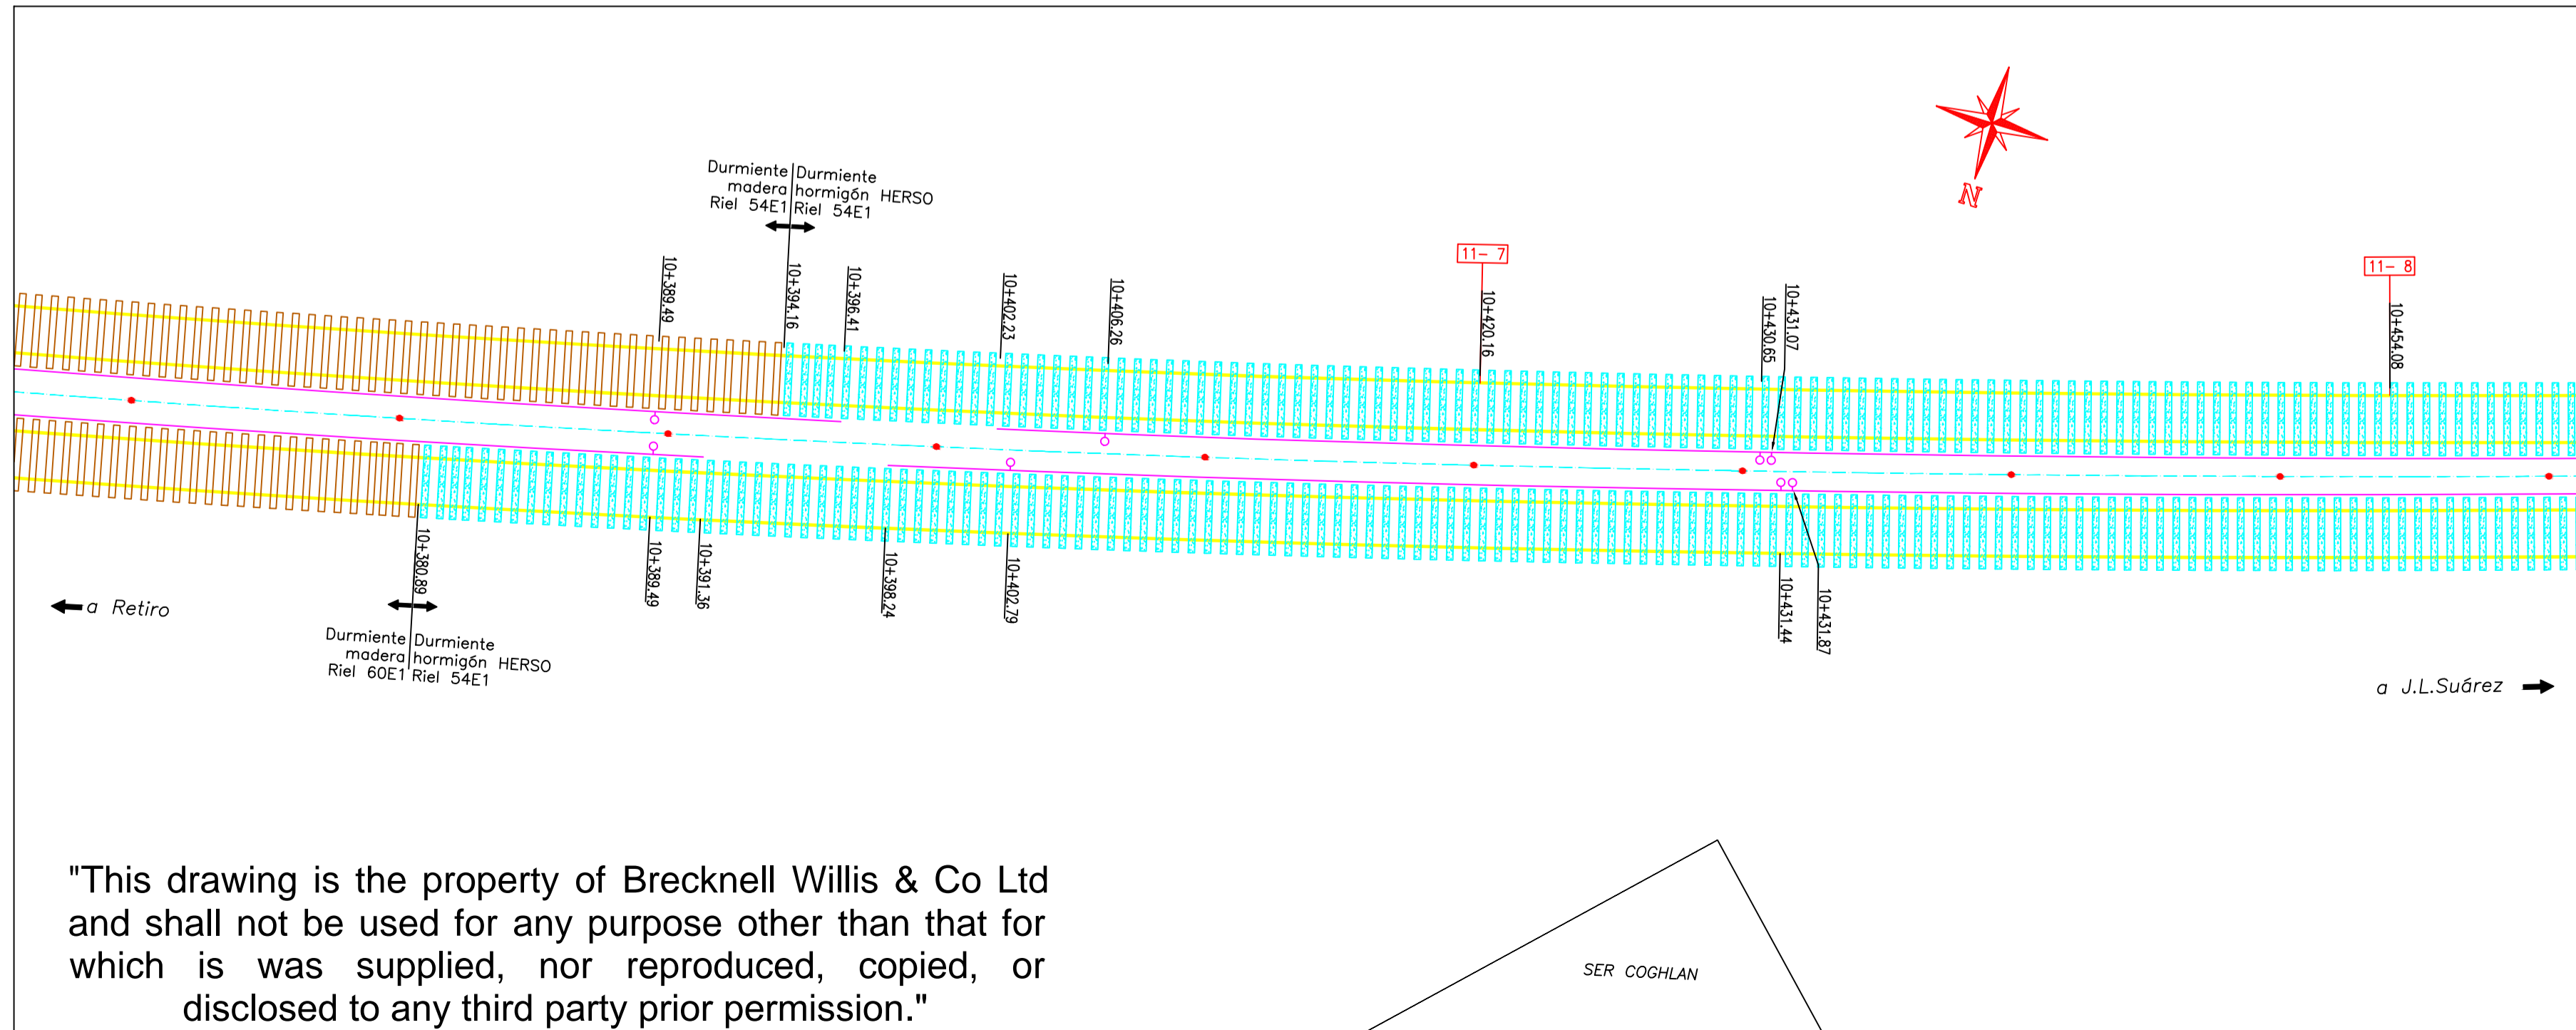 Durmiente Durmiente
madera hormigón HERSO
Riel 54E1 Riel 54E1
N
11- 7
11- 8
10+389.49
10+394.16
10+396.41
10+402.23
10+406.26
10+420.16
10+430.65
10+431.07
10+454.08
10+380.89
10+389.49
10+391.36
10+398.24
10+402.79
10+431.44
10+431.87
a Retiro
Durmiente Durmiente
madera hormigón HERSO
Riel 60E1 Riel 54E1
a J.L.Suárez
"This drawing is the property of Brecknell Willis & Co Ltd
and shall not be used for any purpose other than that for
which is was supplied, nor reproduced, copied, or
disclosed to any third party prior permission."
SER COGHLAN